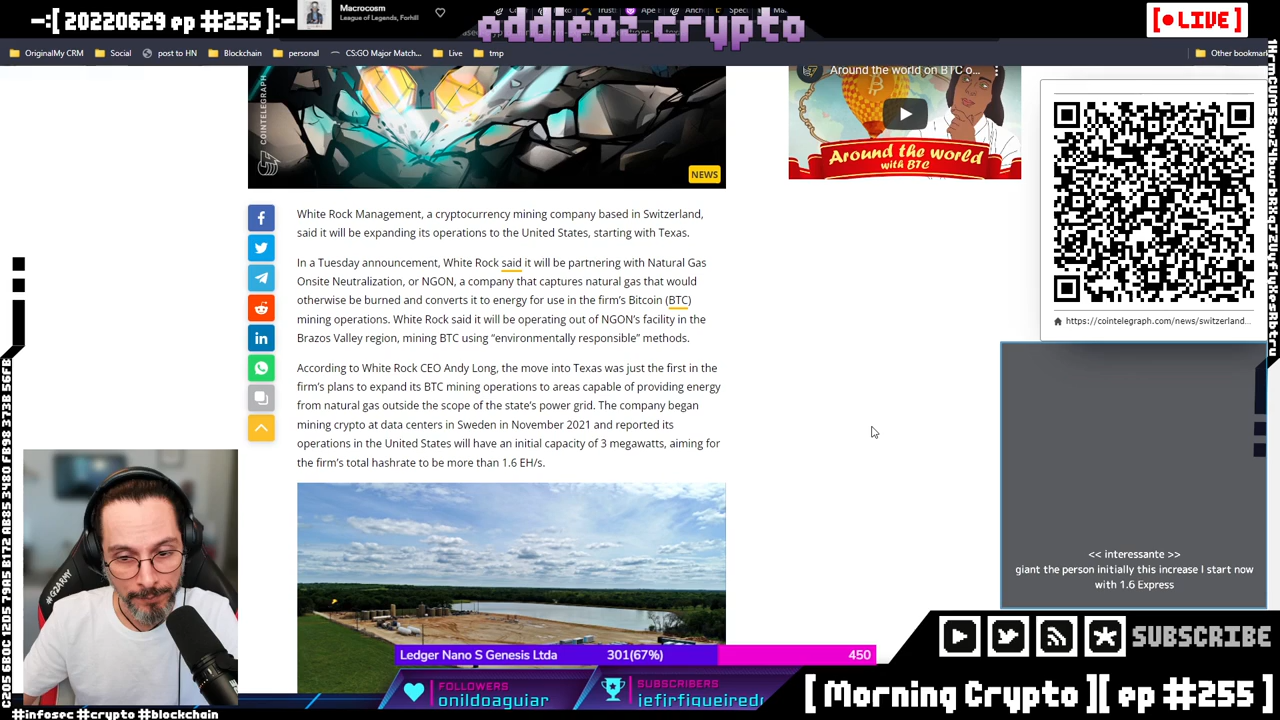 -:[ 20220629 ep #255 ]:-
Macrocosm
League of Legends, Forhill
eddieoz.crypto
[ LIVE ]
OriginalMy CRM
Social
post to HN
Blockchain
personal
CS:GO Major Match...
Live
tmp
Other bookmar
COINTELEGRAPH
NEWS
Around the world on BTC o...
Around the world
with BTC
https://cointelegraph.com/news/switzerland...
White Rock Management, a cryptocurrency mining company based in Switzerland,
said it will be expanding its operations to the United States, starting with Texas.
In a Tuesday announcement, White Rock said it will be partnering with Natural Gas
Onsite Neutralization, or NGON, a company that captures natural gas that would
otherwise be burned and converts it to energy for use in the firm's Bitcoin (BTC)
mining operations. White Rock said it will be operating out of NGON's facility in the
Brazos Valley region, mining BTC using “environmentally responsible” methods.
According to White Rock CEO Andy Long, the move into Texas was just the first in the
firm's plans to expand its BTC mining operations to areas capable of providing energy
from natural gas outside the scope of the state's power grid. The company began
mining crypto at data centers in Sweden in November 2021 and reported its
operations in the United States will have an initial capacity of 3 megawatts, aiming for
the firm's total hashrate to be more than 1.6 EH/s.
<< interessante >>
giant the person initially this increase I start now
with 1.6 Express
Ledger Nano S Genesis Ltda 301(67%) 450
FOLLOWERS
onildoaguiar
SUBSCRIBERS
SUBSCRIBE
[ Morning Crypto ][ ep #255 ]
#infosec #crypto #blockchain